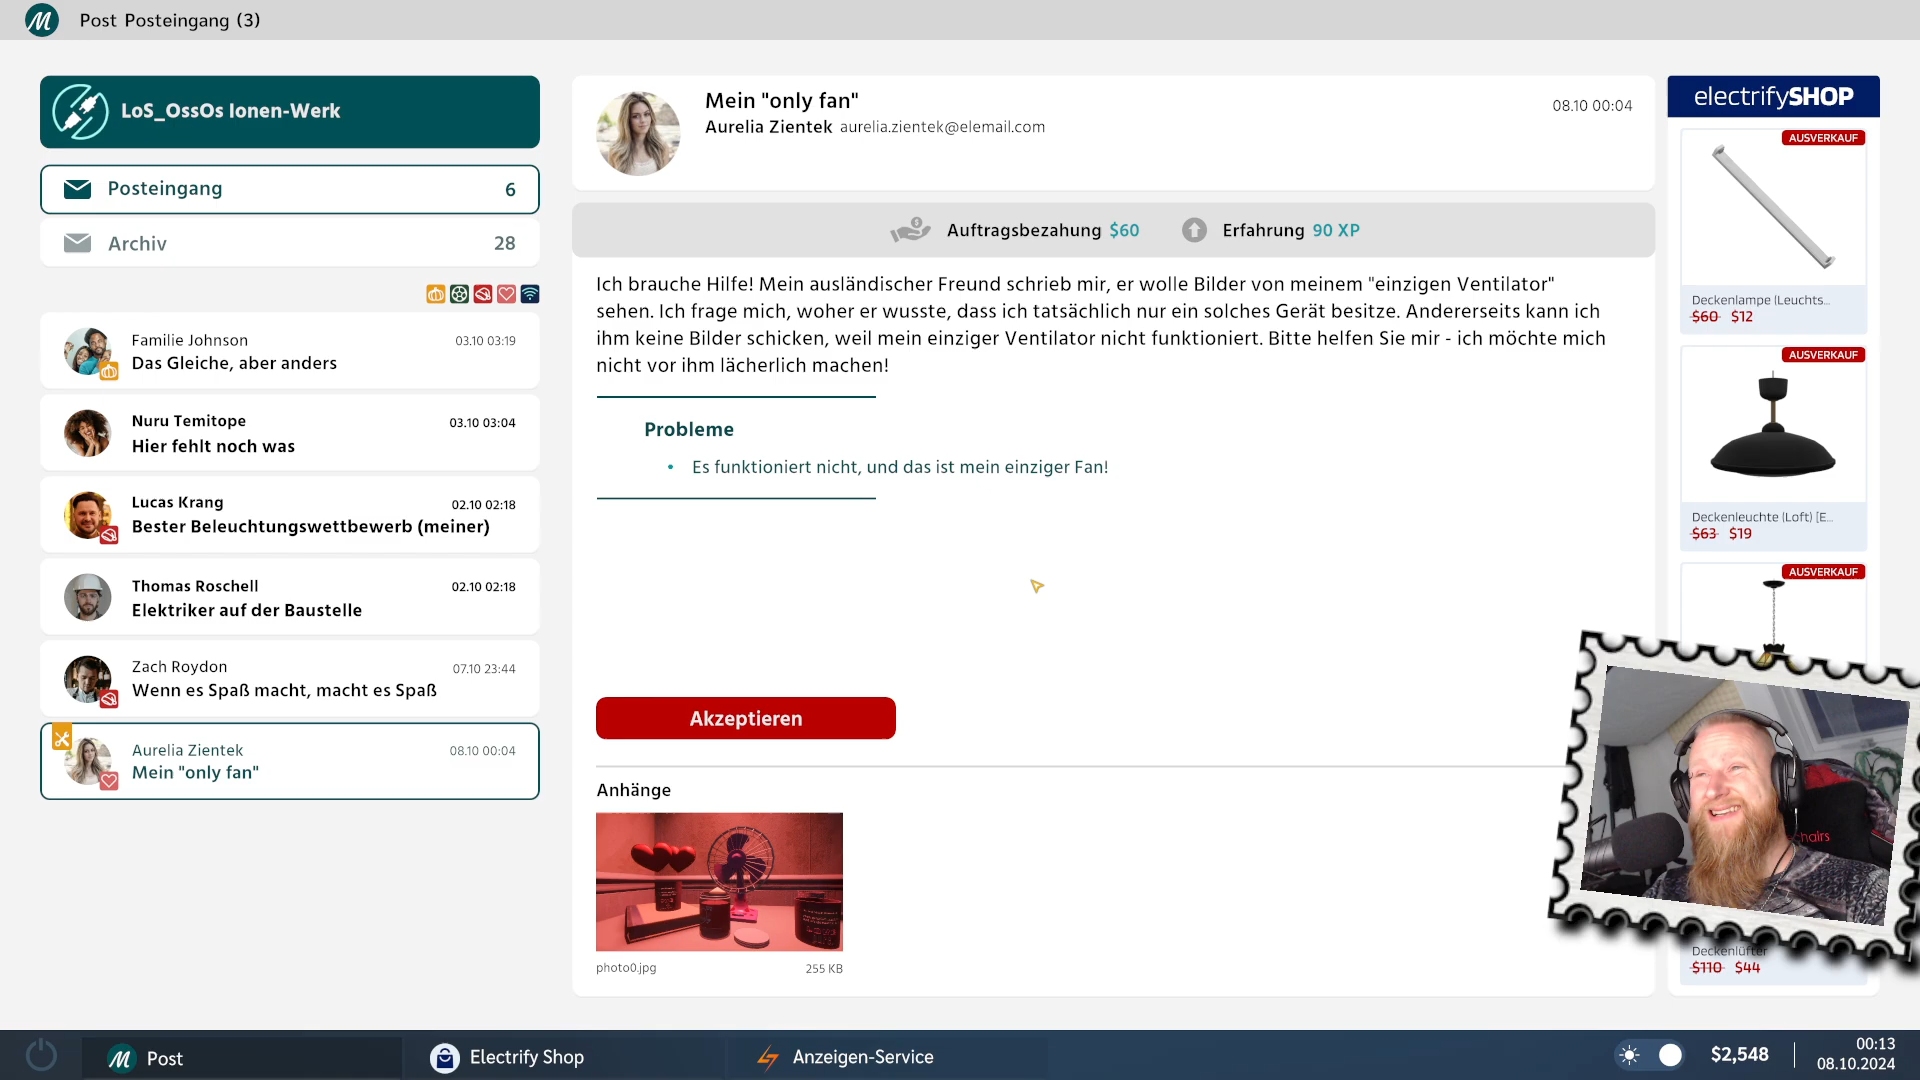 Post Posteingang (3)
LoS_OssOs Ionen-Werk
Posteingang 6
Archiv 28
Familie Johnson 03.10 03:19
Das Gleiche, aber anders
Nuru Temitope 03.10 03:04
Hier fehlt noch was
Lucas Krang 02.10 02:18
Bester Beleuchtungswettbewerb (meiner)
Thomas Roschell 02.10 02:18
Elektriker auf der Baustelle
Zach Roydon 07.10 23:44
Wenn es Spaß macht, macht es Spaß
Aurelia Zientek 08.10 00:04
Mein "only fan"
Mein "only fan" 08.10 00:04
Aurelia Zientek aurelia.zientek@elemail.com
Auftragsbezahung $60 Erfahrung 90 XP
Ich brauche Hilfe! Mein ausländischer Freund schrieb mir, er wolle Bilder von meinem "einzigen Ventilator"
sehen. Ich frage mich, woher er wusste, dass ich tatsächlich nur ein solches Gerät besitze. Andererseits kann ich
ihm keine Bilder schicken, weil mein einziger Ventilator nicht funktioniert. Bitte helfen Sie mir - ich möchte mich
nicht vor ihm lächerlich machen!
Probleme
• Es funktioniert nicht, und das ist mein einziger Fan!
Akzeptieren
Anhänge
photo0.jpg 255 KB
electrifySHOP
AUSVERKAUF
Deckenlampe (Leuchts...
$60 $12
AUSVERKAUF
Deckenleuchte (Loft) [E...
$63 $19
AUSVERKAUF
chairs
Deckenlüfter
$110 $44
Post
Electrify Shop
Anzeigen-Service
$2,548
00:13
08.10.2024